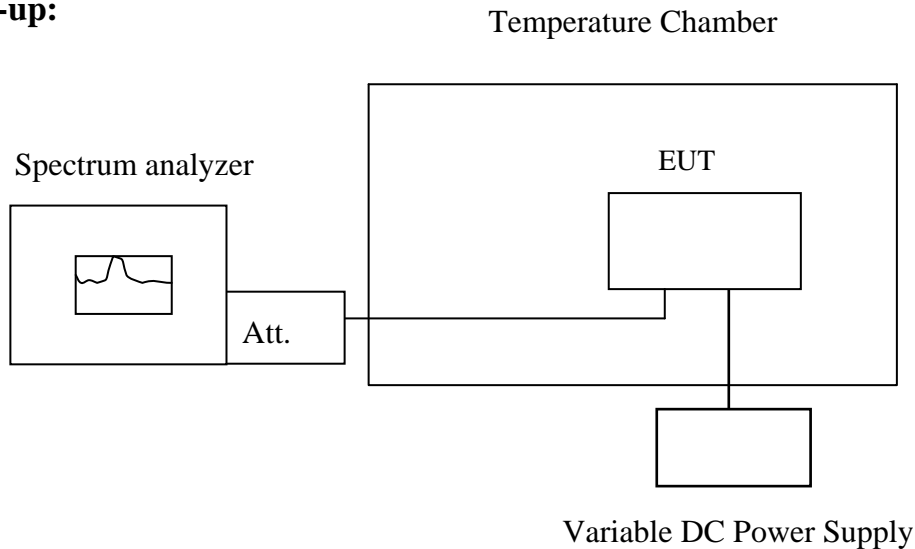 -up:
Temperature Chamber
Spectrum analyzer
EUT
Att.
Variable DC Power Supply